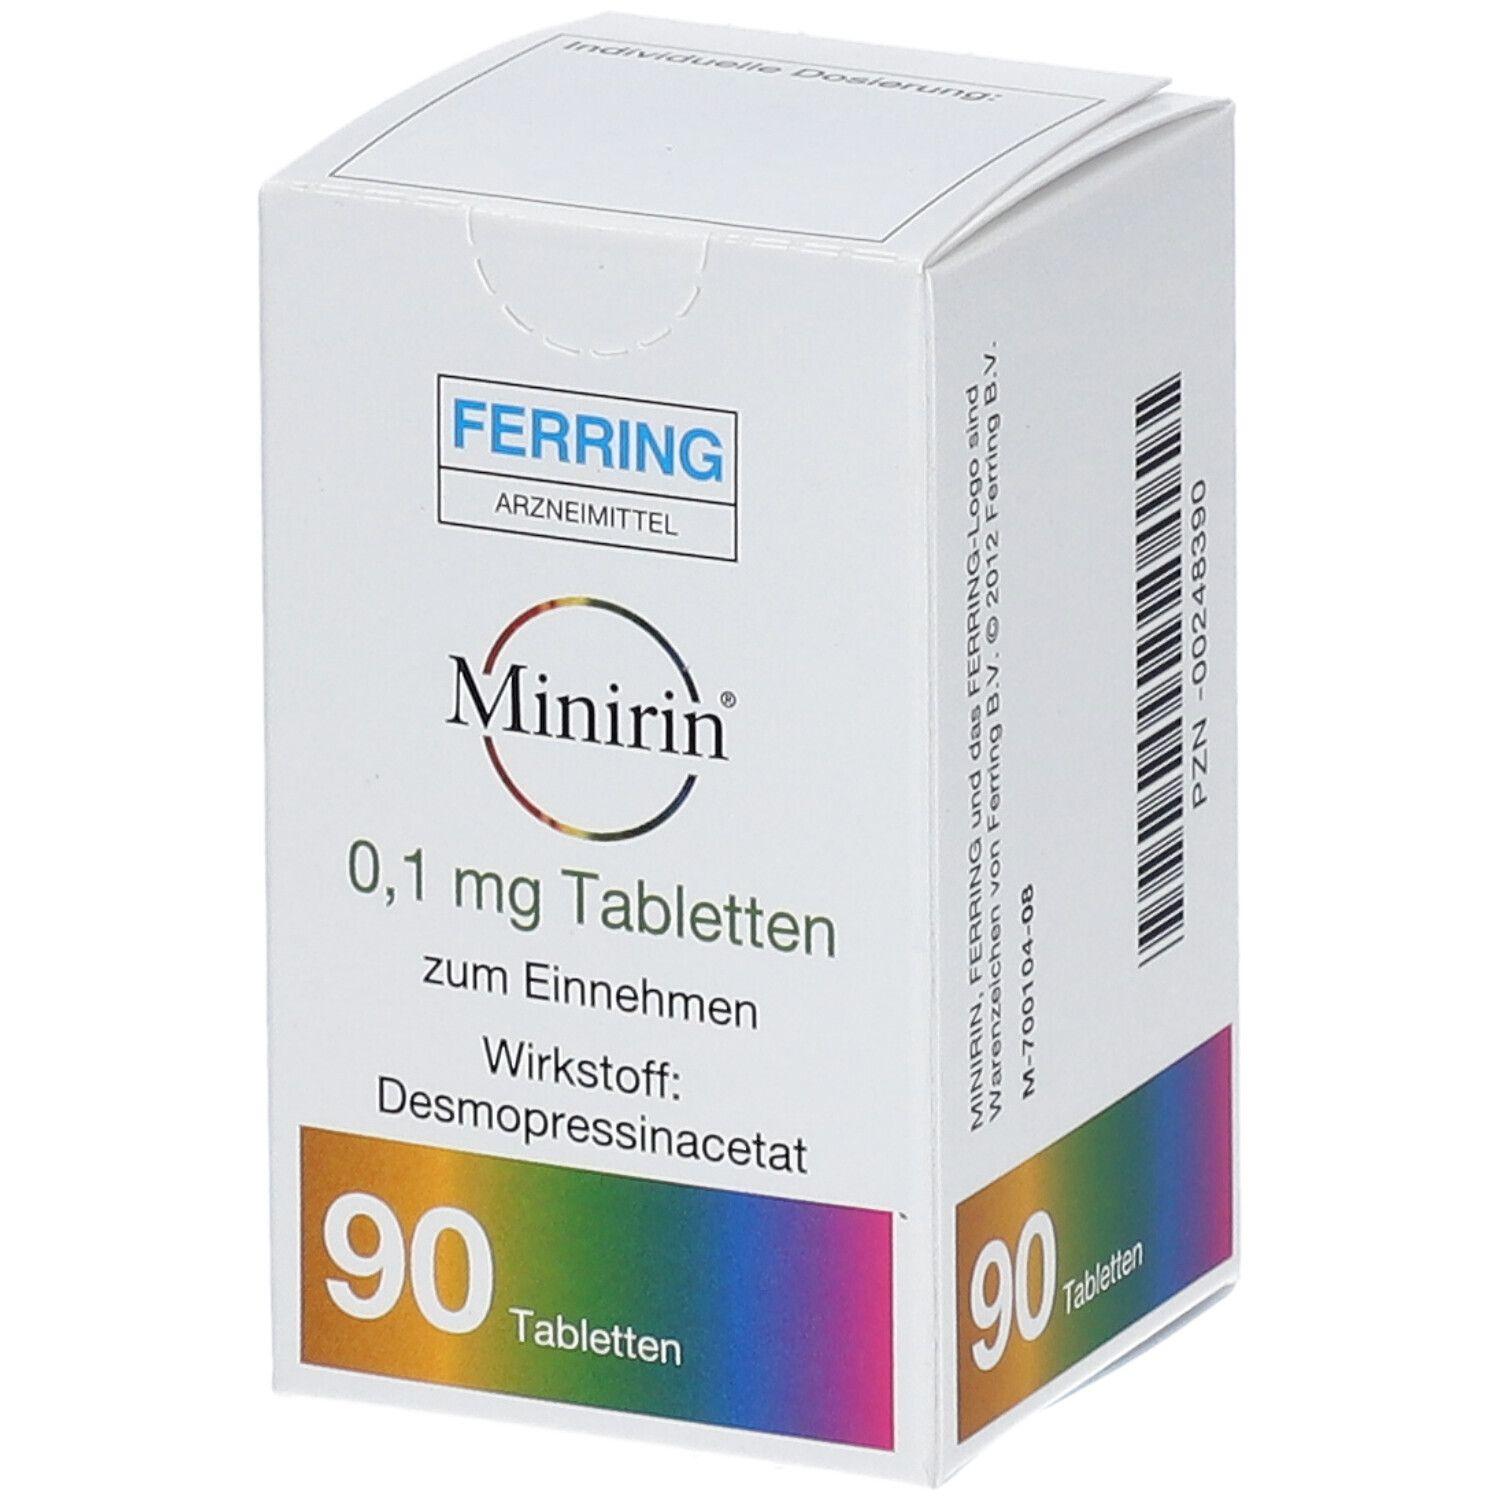 Individuelle Dosierung:
FERRING
ARZNEIMITTEL
Minirin®
0,1 mg Tabletten
zum Einnehmen
Wirkstoff:
Desmopressinacetat
90 Tabletten
MINIRIN, FERRING und das FERRING-Logo sind
Warenzeichen von Ferring B.V. © 2012 Ferring B.V.
M-700104-08
PZN -00248390
90 Tabletten